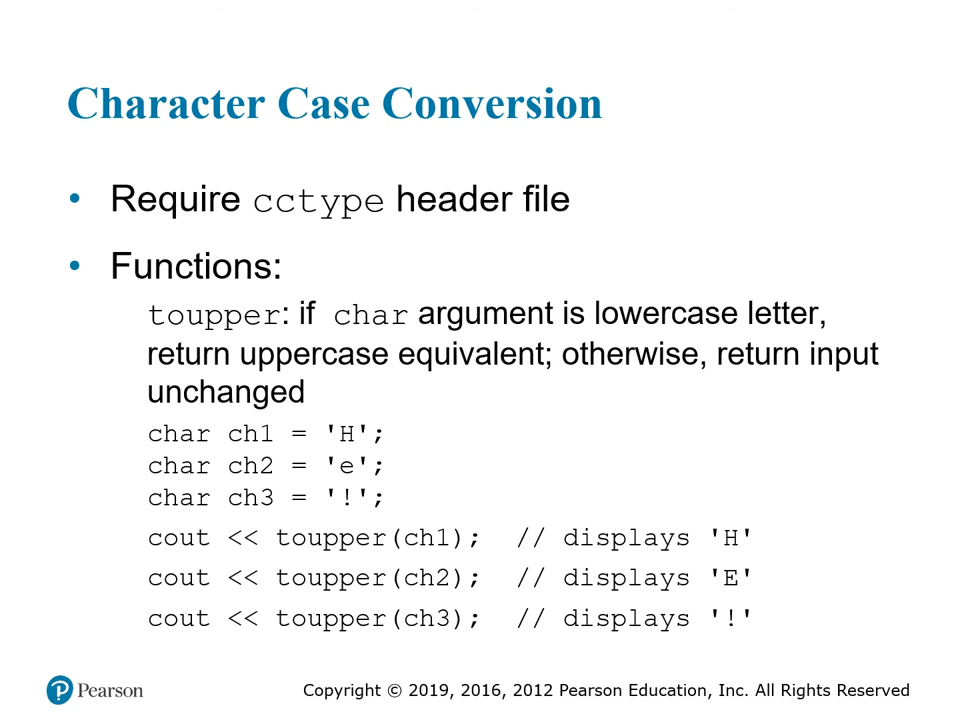 Character Case Conversion
• Require cctype header file
• Functions:
toupper: if char argument is lowercase letter,
return uppercase equivalent; otherwise, return input
unchanged
char ch1 = 'H';
char ch2 = 'e';
char ch3 = '!';
cout << toupper(ch1);  // displays 'H'
cout << toupper(ch2);  // displays 'E'
cout << toupper(ch3);  // displays '!'
P Pearson
Copyright © 2019, 2016, 2012 Pearson Education, Inc. All Rights Reserved